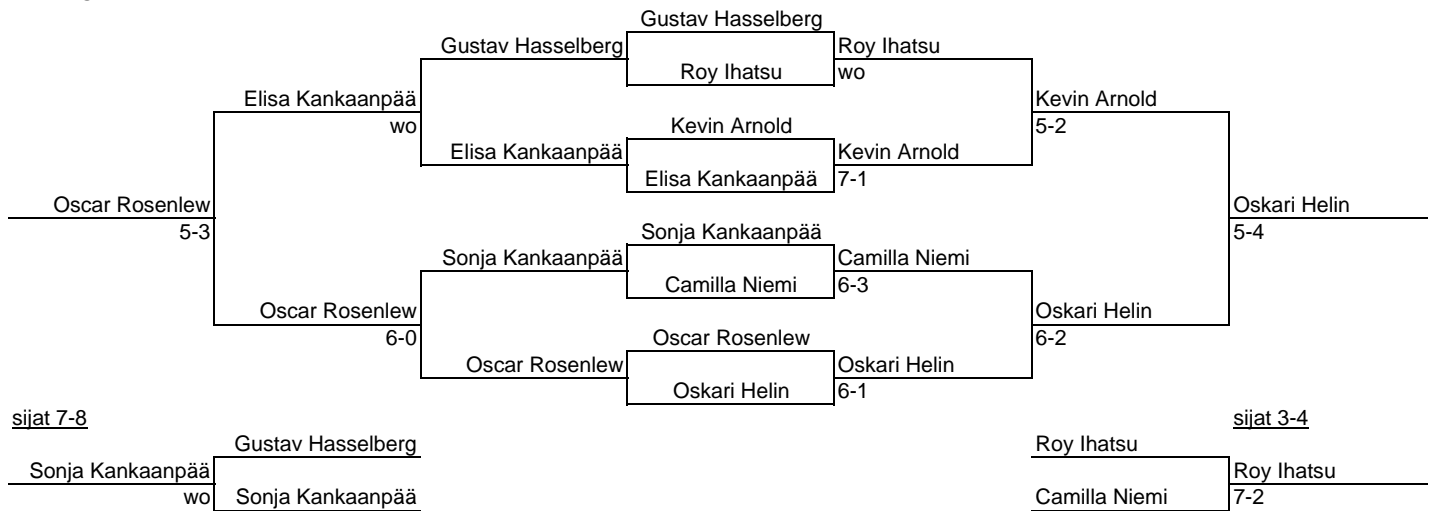 Gustav Hasselberg
Gustav Hasselberg Roy Ihatsu
Roy Ihatsu wo
Elisa Kankaanpää Kevin Arnold
wo Kevin Arnold 5-2
Elisa Kankaanpää Kevin Arnold
Elisa Kankaanpää 7-1
Oscar Rosenlew Oskari Helin
5-3 Sonja Kankaanpää 5-4
Sonja Kankaanpää Camilla Niemi
Camilla Niemi 6-3
Oscar Rosenlew Oskari Helin
6-0 Oscar Rosenlew 6-2
Oscar Rosenlew Oskari Helin
Oskari Helin 6-1
sijat 7-8 sijat 3-4
Gustav Hasselberg Roy Ihatsu
Sonja Kankaanpää Roy Ihatsu
wo Sonja Kankaanpää Camilla Niemi 7-2